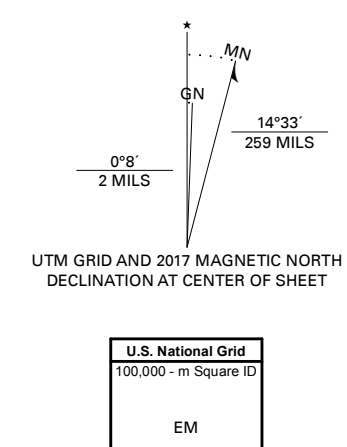 ★
MN
GN
14°33´
259 MILS
0°8´
2 MILS
UTM GRID AND 2017 MAGNETIC NORTH
DECLINATION AT CENTER OF SHEET
U.S. National Grid
100,000 - m Square ID
EM